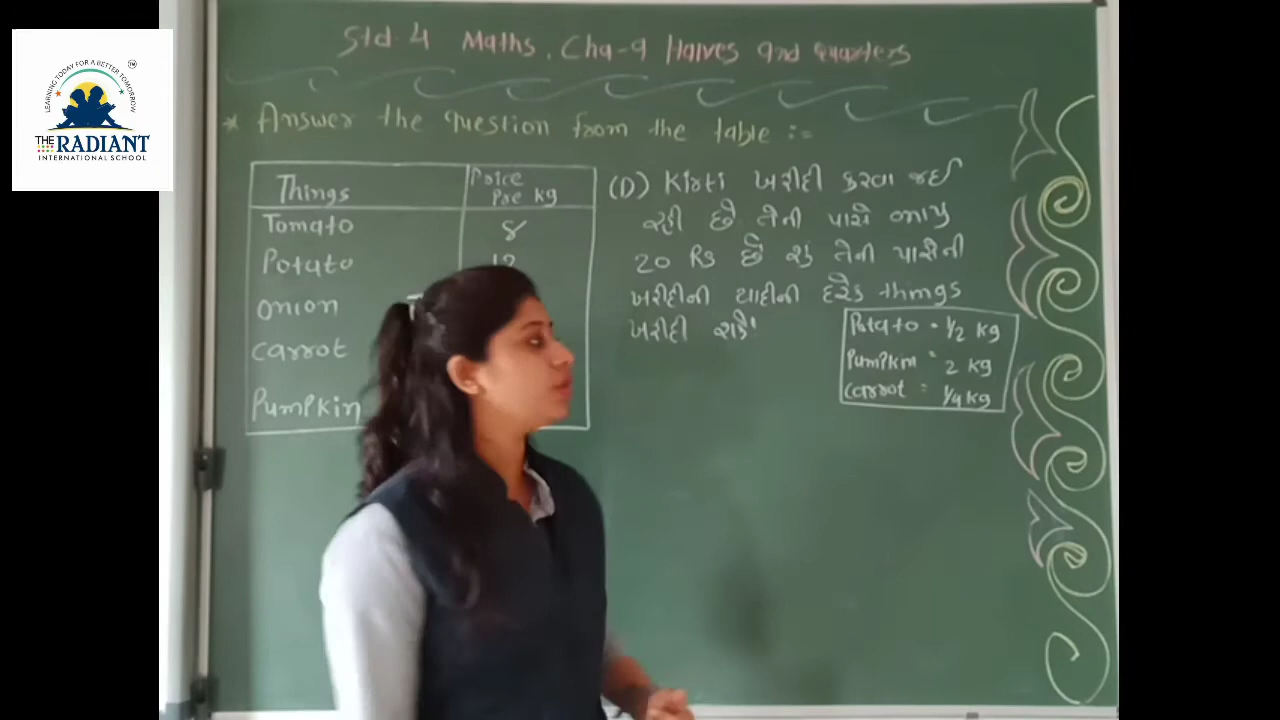 LEARNING TODAY FOR A BETTER TOMORROW
THE RADIANT
INTERNATIONAL SCHOOL
Std-4 Maths, Cha-9 Halves and Quarters
* Answer the question from the table :-
Things
Price
Per kg
Tomato 8
Potato 12
Onion
Carrot
Pumpkin
(D) Kirti ખરીદી કરવા જઈ
રહી છે તેની પાસે માત્ર
20 Rs છે શું તેની પાસેની
ખરીદીની યાદીની દરેક things
ખરીદી શકે
Potato = 1/2 kg
Pumpkin = 2 kg
Carrot = 1/4 kg